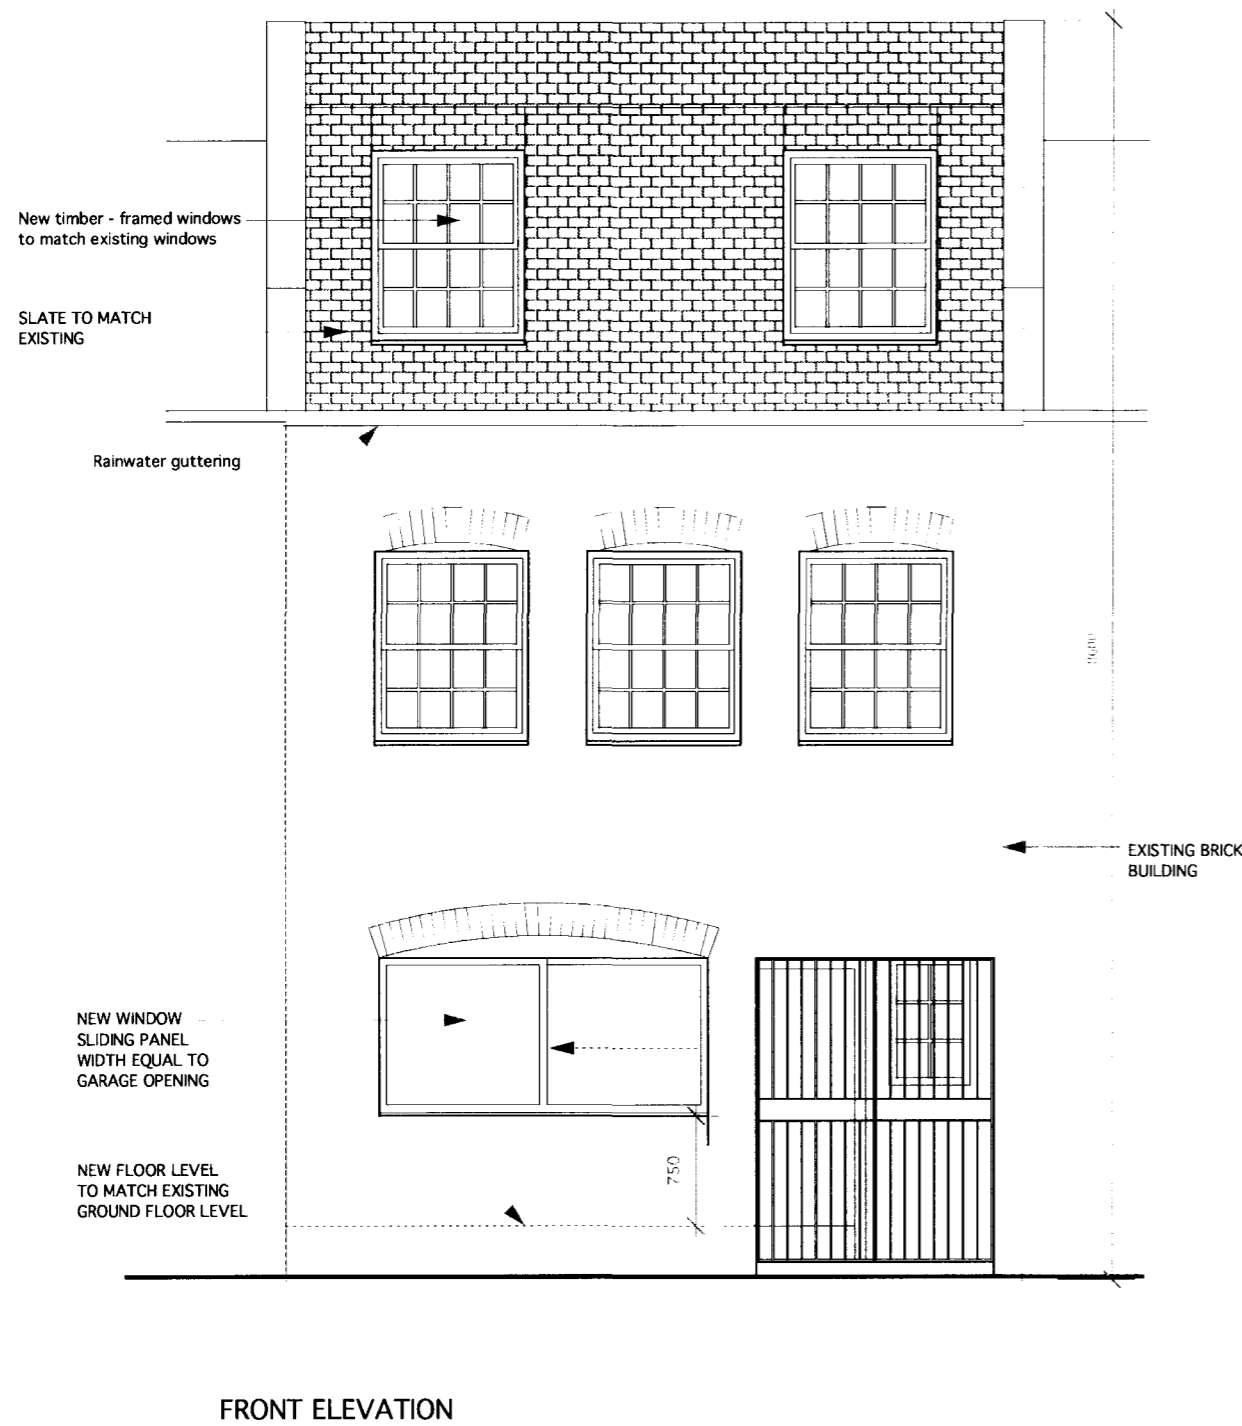 New timber - framed windows
to match existing windows
SLATE TO MATCH
EXISTING
Rainwater guttering
EXISTING BRICK
BUILDING
NEW WINDOW
SLIDING PANEL
WIDTH EQUAL TO
GARAGE OPENING
750
NEW FLOOR LEVEL
TO MATCH EXISTING
GROUND FLOOR LEVEL
FRONT ELEVATION